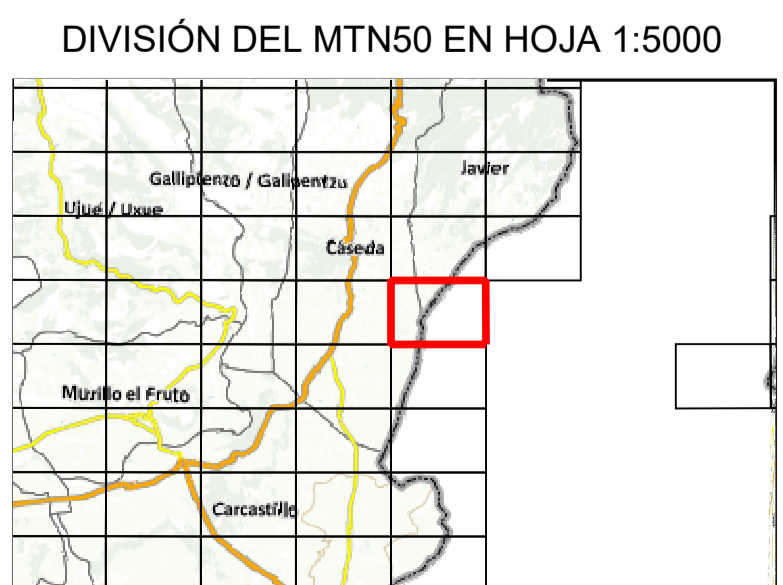 DIVISIÓN DEL MTN50 EN HOJA 1:5000
Javier
Gallipienzo / Galipentzu
Ujué / Uxue
Cáseda
Murillo el Fruto
Carcastillo